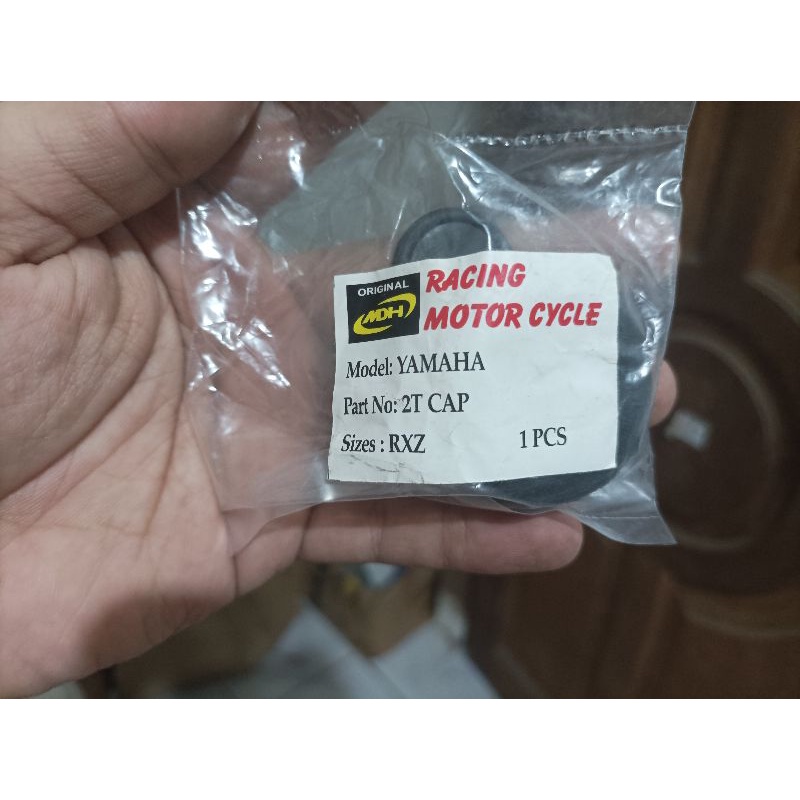 ORIGINAL
MDH
RACING
MOTOR CYCLE
Model: YAMAHA
Part No: 2T CAP
Sizes : RXZ 1 PCS